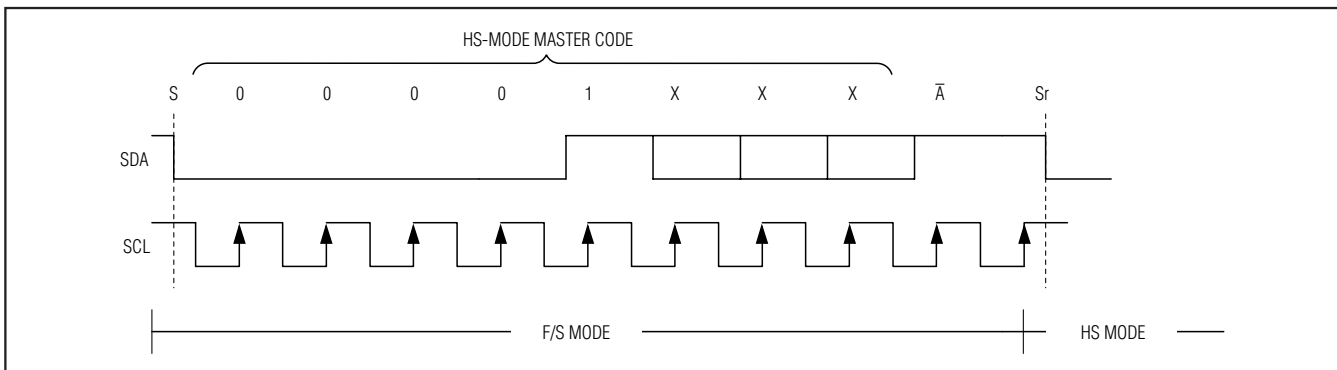 HS-MODE MASTER CODE
S 0 0 0 0 1 X X X A̅ Sr
SDA
SCL
F/S MODE HS MODE